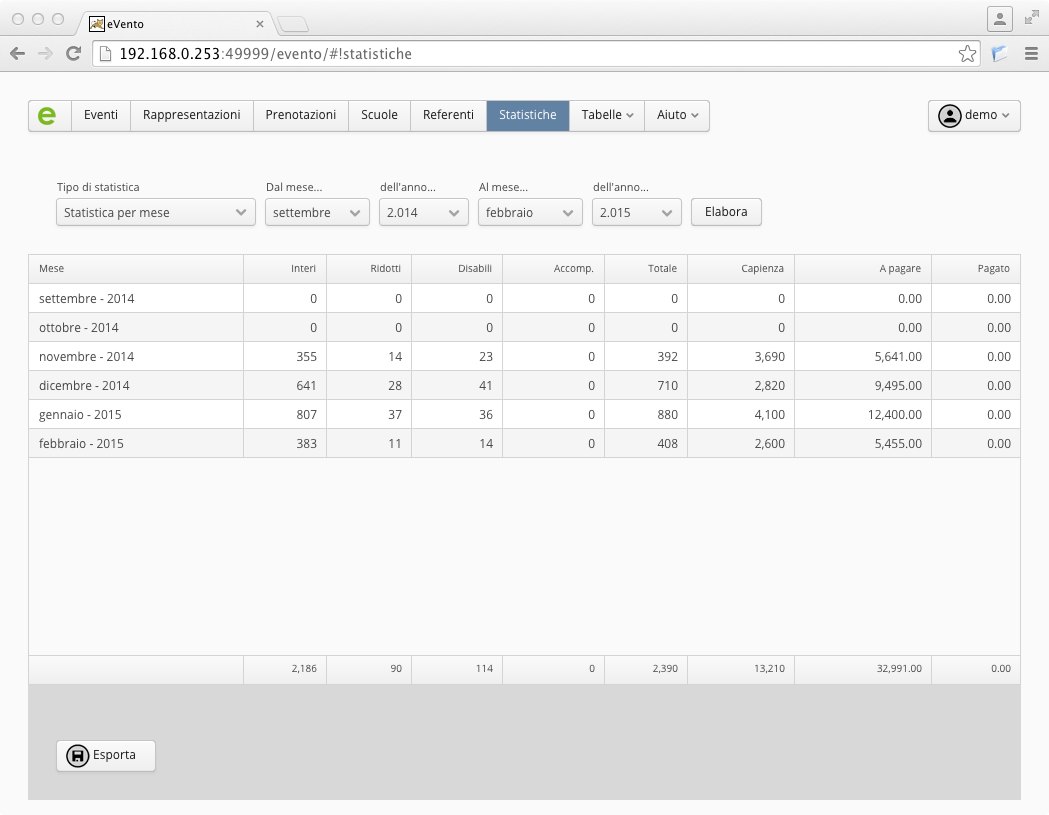 eVento
192.168.0.253:49999/evento/#!statistiche
e Eventi Rappresentazioni Prenotazioni Scuole Referenti Statistiche Tabelle Aiuto demo
Tipo di statistica Dal mese... dell'anno... Al mese... dell'anno...
Statistica per mese settembre 2.014 febbraio 2.015 Elabora
Mese Interi Ridotti Disabili Accomp. Totale Capienza A pagare Pagato
settembre - 2014 0 0 0 0 0 0 0.00 0.00
ottobre - 2014 0 0 0 0 0 0 0.00 0.00
novembre - 2014 355 14 23 0 392 3,690 5,641.00 0.00
dicembre - 2014 641 28 41 0 710 2,820 9,495.00 0.00
gennaio - 2015 807 37 36 0 880 4,100 12,400.00 0.00
febbraio - 2015 383 11 14 0 408 2,600 5,455.00 0.00
2,186 90 114 0 2,390 13,210 32,991.00 0.00
Esporta